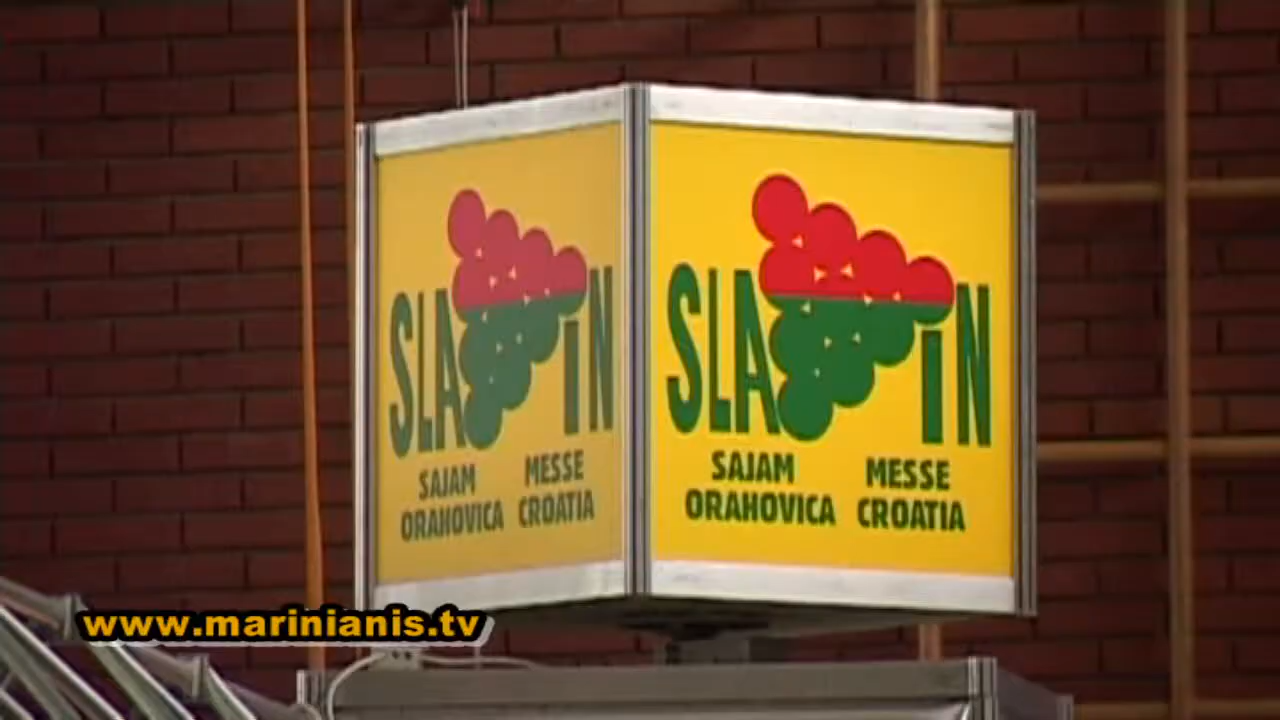 SLA iN
SAJAM
ORAHOVICA
MESSE
CROATIA
SLA iN
SAJAM
ORAHOVICA
MESSE
CROATIA
www.marinianis.tv